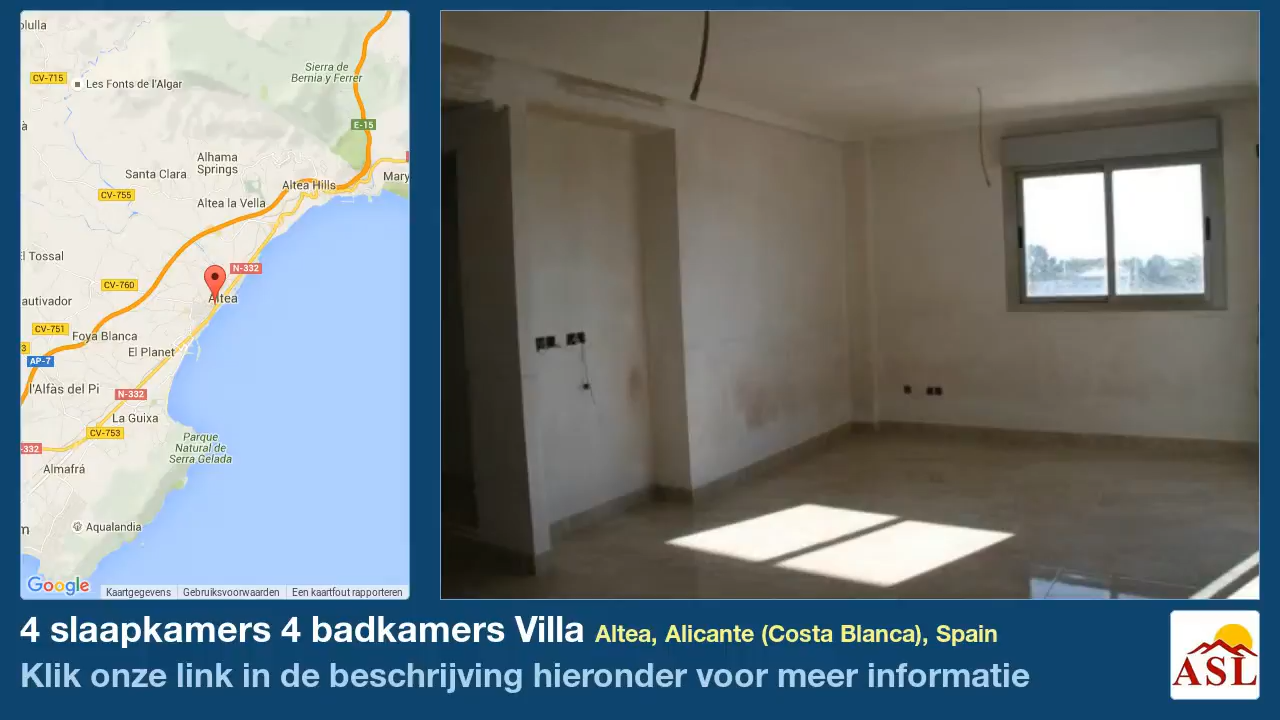 olulla
CV-715
Les Fonts de l'Algar
Sierra de
Bernia y Ferrer
E-15
Alhama
Springs
Santa Clara
Altea Hills
Mary
CV-755
Altea la Vella
El Tossal
N-332
CV-760
Altea
autivador
CV-751
Foya Blanca
3
El Planet
AP-7
l'Alfàs del Pi
N-332
La Guixa
CV-753
Parque
Natural de
Serra Gelada
-332
Almafrá
Aqualandia
Google
Kaartgegevens
Gebruiksvoorwaarden
Een kaartfout rapporteren
4 slaapkamers 4 badkamers Villa Altea, Alicante (Costa Blanca), Spain
Klik onze link in de beschrijving hieronder voor meer informatie
ASL